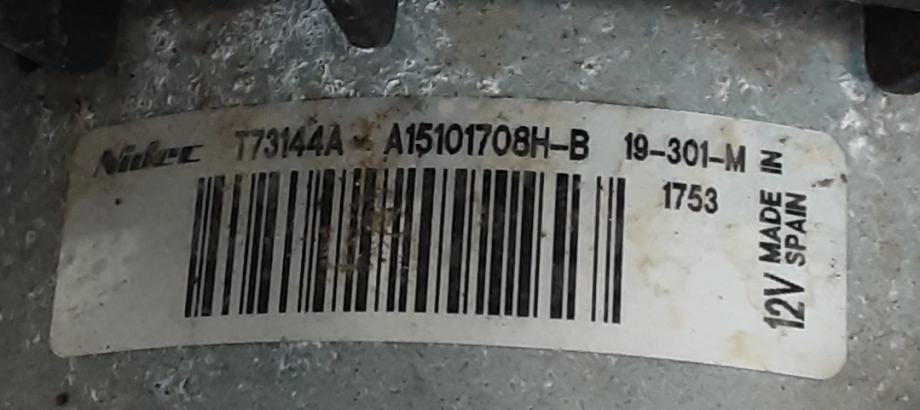 Nidec T73144A A15101708H-B 19-301-M
1753
12V MADE IN
SPAIN